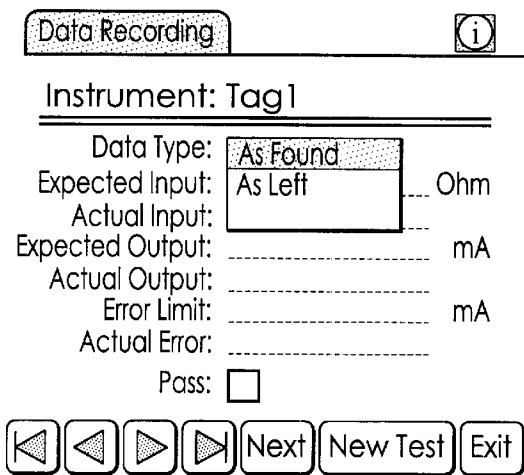 Data Recording i
Instrument: Tag1
Data Type: As Found
Expected Input: As Left Ohm
Actual Input:
Expected Output: mA
Actual Output:
Error Limit: mA
Actual Error:
Pass:
Next New Test Exit